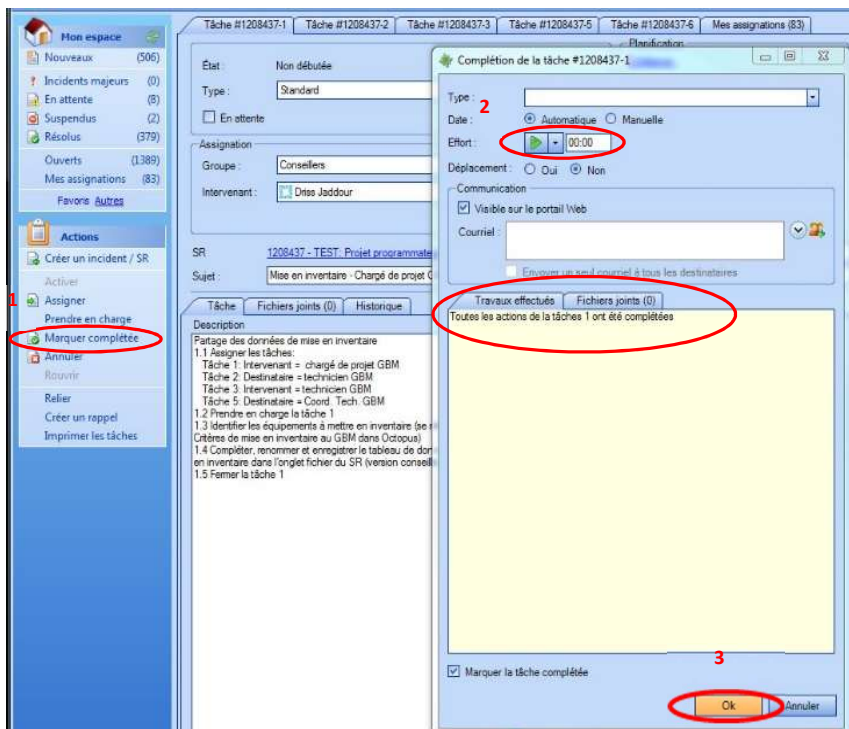 Mon espace
Nouveaux (506)
Incidents majeurs (0)
En attente (8)
Suspendus (2)
Résolus (379)
Ouverts (1389)
Mes assignations (83)
Favoris Autres
Actions
Créer un incident / SR
Activer
1 Assigner
Prendre en charge
Marquer complétée
Annuler
Rouvrir
Relier
Créer un rappel
Imprimer les tâches
Tâche #1208437-1 Tâche #1208437-2 Tâche #1208437-3 Tâche #1208437-5 Tâche #1208437-6 Mes assignations (83)
Planification
État : Non débutée
Type : Standard
En attente
Assignation
Groupe : Conseillers
Intervenant : Driss Jaddour
SR 1208437 - TEST: Projet programmate
Sujet : Mise en inventaire - Chargé de projet G
Tâche Fichiers joints (0) Historique
Description
Partage des données de mise en inventaire
1.1 Assigner les tâches:
Tâche 1: Intervenant = chargé de projet GBM
Tâche 2: Destinataire = technicien GBM
Tâche 3: Intervenant = technicien GBM
Tâche 5: Destinataire = Coord. Tech. GBM
1.2 Prendre en charge la tâche 1
1.3 Identifier les équipements à mettre en inventaire (se r
Critères de mise en inventaire au GBM dans Octopus)
1.4 Compléter, renommer et enregistrer le tableau de don
en inventaire dans l'onglet fichier du SR (version conseill
1.5 Fermer la tâche 1
Complétion de la tâche #1208437-1
Type :
2
Date : Automatique Manuelle
Effort : 00:00
Déplacement : Oui Non
Communication
Visible sur le portail Web
Courriel :
Envoyer un seul courriel à tous les destinataires
Travaux effectués Fichiers joints (0)
Toutes les actions de la tâches 1 ont été complétées
3
Marquer la tâche complétée
Ok Annuler